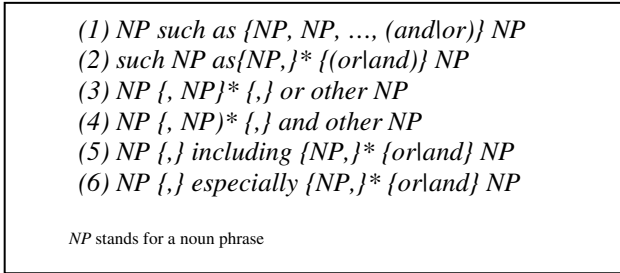 (1) NP such as {NP, NP, …, (and\or)} NP
(2) such NP as{NP,}* {(or\and)} NP
(3) NP {, NP}* {,} or other NP
(4) NP {, NP)* {,} and other NP
(5) NP {,} including {NP,}* {or\and} NP
(6) NP {,} especially {NP,}* {or\and} NP
NP stands for a noun phrase